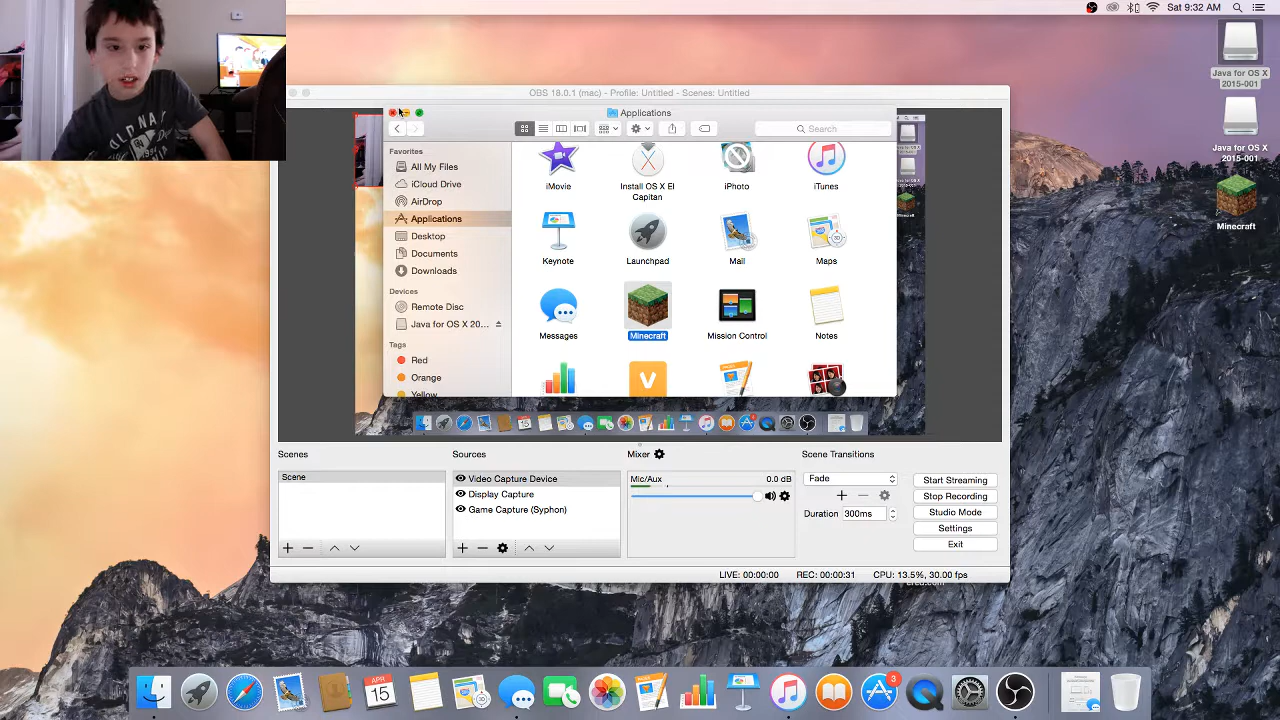 Sat 9:32 AM
Java for OS X
2015-001
Java for OS X
2015-001
Minecraft
OBS 18.0.1 (mac) - Profile: Untitled - Scenes: Untitled
Applications
Search
Favorites
All My Files
iCloud Drive
AirDrop
Applications
Desktop
Documents
Downloads
Devices
Remote Disc
Java for OS X 20...
Tags
Red
Orange
Yellow
iMovie
Install OS X El
Capitan
iPhoto
iTunes
Keynote
Launchpad
Mail
Maps
Messages
Minecraft
Mission Control
Notes
Scenes
Scene
Sources
Video Capture Device
Display Capture
Game Capture (Syphon)
Mixer
Mic/Aux
0.0 dB
Scene Transitions
Fade
Duration
300ms
Start Streaming
Stop Recording
Studio Mode
Settings
Exit
LIVE: 00:00:00
REC: 00:00:31
CPU: 13.5%, 30.00 fps
APR
15
3